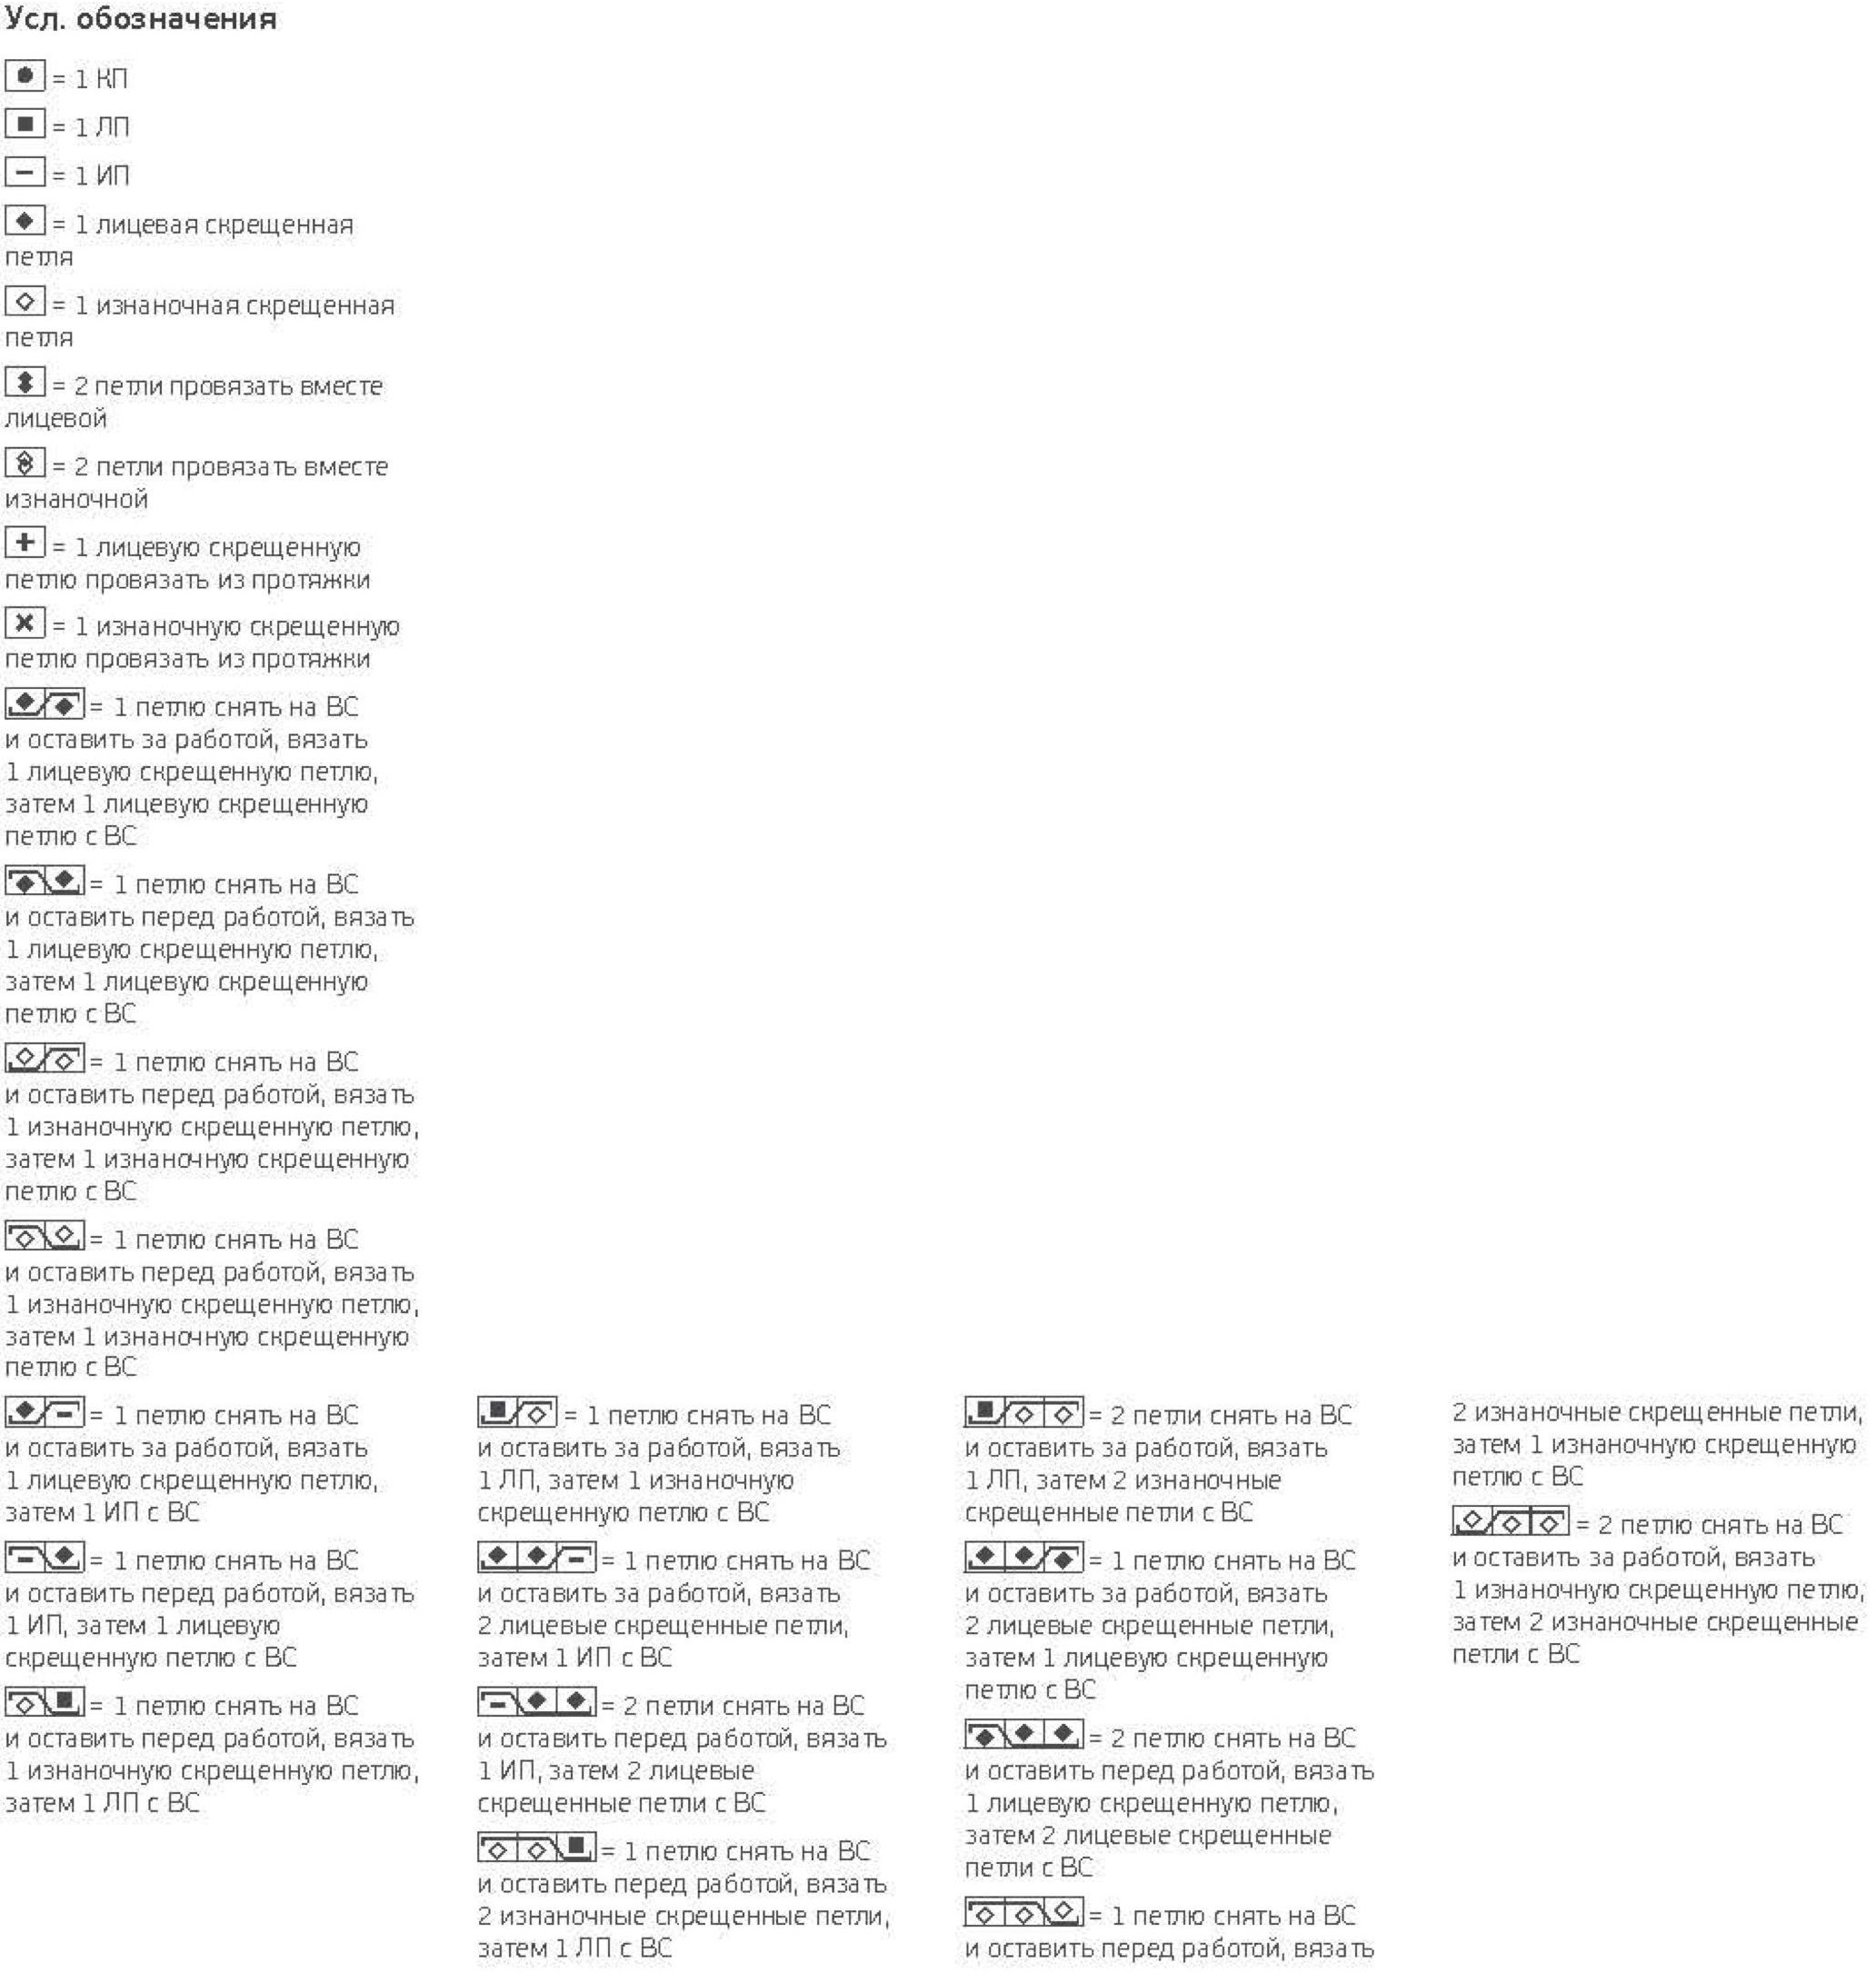 Усл. обозначения
= 1 КП
= 1 ЛП
= 1 ИП
= 1 лицевая скрещенная
петля
= 1 изнаночная скрещенная
петля
= 2 петли провязать вместе
лицевой
= 2 петли провязать вместе
изнаночной
= 1 лицевую скрещенную
петлю провязать из протяжки
= 1 изнаночную скрещенную
петлю провязать из протяжки
= 1 петлю снять на ВС
и оставить за работой, вязать
1 лицевую скрещенную петлю,
затем 1 лицевую скрещенную
петлю с ВС
= 1 петлю снять на ВС
и оставить перед работой, вязать
1 лицевую скрещенную петлю,
затем 1 лицевую скрещенную
петлю с ВС
= 1 петлю снять на ВС
и оставить перед работой, вязать
1 изнаночную скрещенную петлю,
затем 1 изнаночную скрещенную
петлю с ВС
= 1 петлю снять на ВС
и оставить перед работой, вязать
1 изнаночную скрещенную петлю,
затем 1 изнаночную скрещенную
петлю с ВС
= 1 петлю снять на ВС
и оставить за работой, вязать
1 лицевую скрещенную петлю,
затем 1 ИП с ВС
= 1 петлю снять на ВС
и оставить перед работой, вязать
1 ИП, затем 1 лицевую
скрещенную петлю с ВС
= 1 петлю снять на ВС
и оставить перед работой, вязать
1 изнаночную скрещенную петлю,
затем 1 ЛП с ВС
= 1 петлю снять на ВС
и оставить за работой, вязать
1 ЛП, затем 1 изнаночную
скрещенную петлю с ВС
= 1 петлю снять на ВС
и оставить за работой, вязать
2 лицевые скрещенные петли,
затем 1 ИП с ВС
= 2 петли снять на ВС
и оставить перед работой, вязать
1 ИП, затем 2 лицевые
скрещенные петли с ВС
= 1 петлю снять на ВС
и оставить перед работой, вязать
2 изнаночные скрещенные петли,
затем 1 ЛП с ВС
= 2 петли снять на ВС
и оставить за работой, вязать
1 ЛП, затем 2 изнаночные
скрещенные петли с ВС
= 1 петлю снять на ВС
и оставить за работой, вязать
2 лицевые скрещенные петли,
затем 1 лицевую скрещенную
петлю с ВС
= 2 петлю снять на ВС
и оставить перед работой, вязать
1 лицевую скрещенную петлю,
затем 2 лицевые скрещенные
петли с ВС
= 1 петлю снять на ВС
и оставить перед работой, вязать
2 изнаночные скрещенные петли,
затем 1 изнаночную скрещенную
петлю с ВС
= 2 петлю снять на ВС
и оставить за работой, вязать
1 изнаночную скрещенную петлю,
затем 2 изнаночные скрещенные
петли с ВС